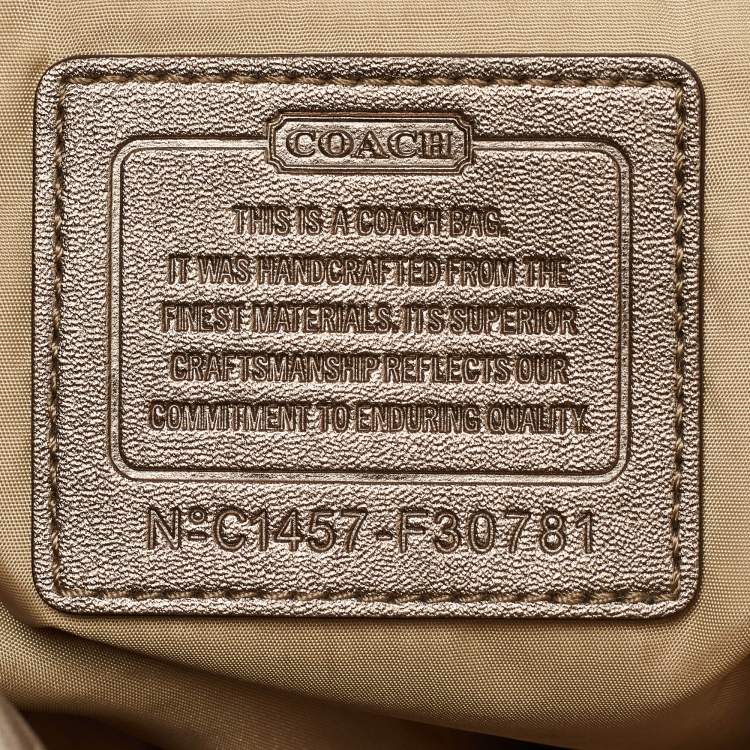 COACH
THIS IS A COACH BAG.
IT WAS HANDCRAFTED FROM THE
FINEST MATERIALS. ITS SUPERIOR
CRAFTSMANSHIP REFLECTS OUR
COMMITMENT TO ENDURING QUALITY.
Nº C1457-F30781